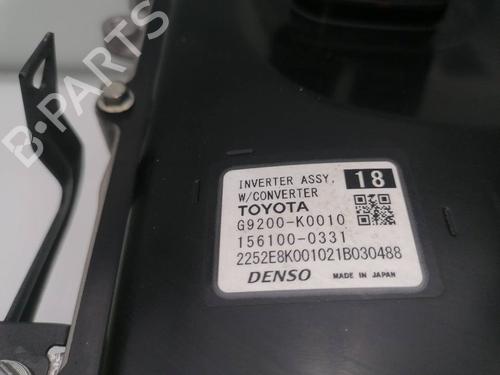 B·PARTS
INVERTER ASSY,
W/CONVERTER
18
TOYOTA
G9200-K0010
156100-0331
2252E8K001021B030488
DENSO
MADE IN JAPAN